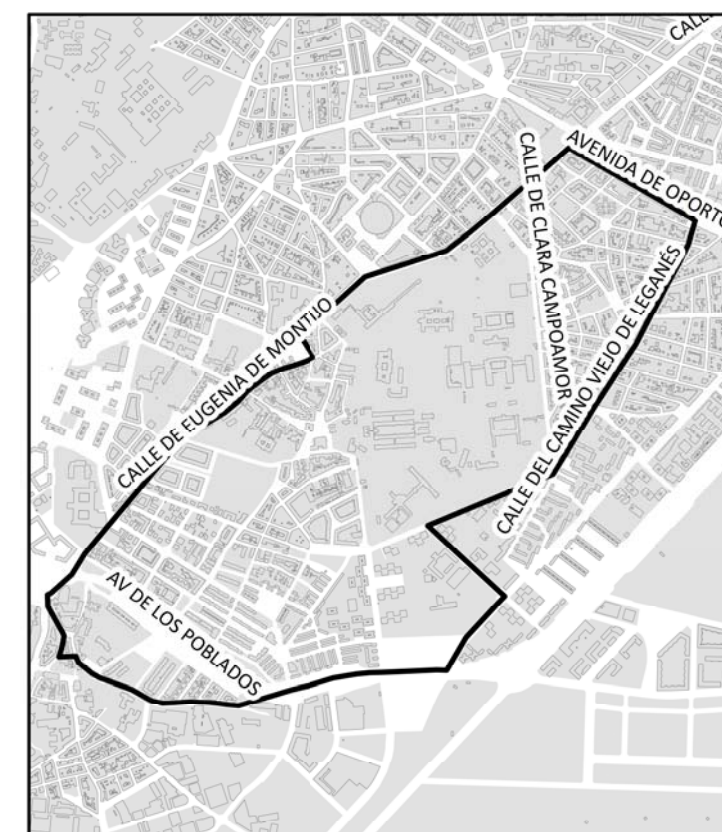 CALLE
AVENIDA DE OPORTO
CALLE DE CLARA CAMPOAMOR
CALLE DEL CAMINO VIEJO DE LEGANÉS
CALLE DE EUGENIA DE MONTIJO
AV DE LOS POBLADOS